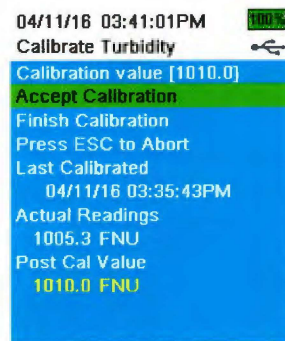 04/11/16 03:41:01PM 100%
Calibrate Turbidity
Calibration value [1010.0]
Accept Calibration
Finish Calibration
Press ESC to Abort
Last Calibrated
04/11/16 03:35:43PM
Actual Readings
1005.3 FNU
Post Cal Value
1010.0 FNU